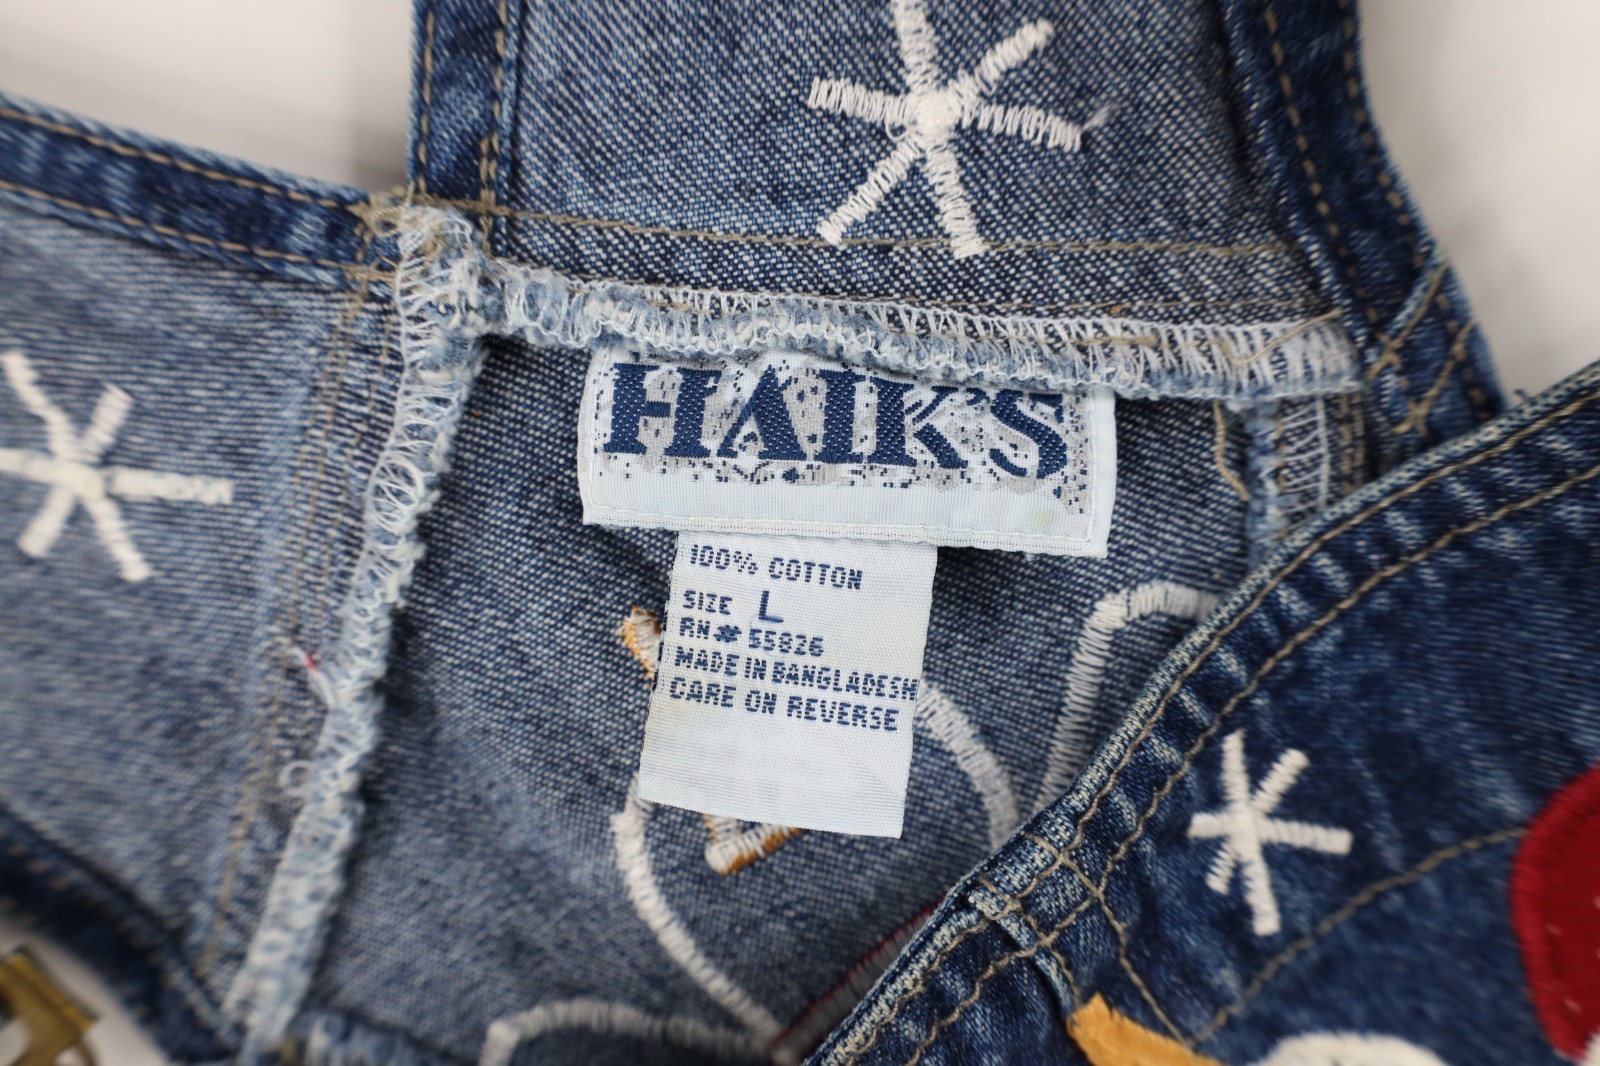 HAIK'S
100% COTTON
SIZE L
RN# 55826
MADE IN BANGLADESH
CARE ON REVERSE